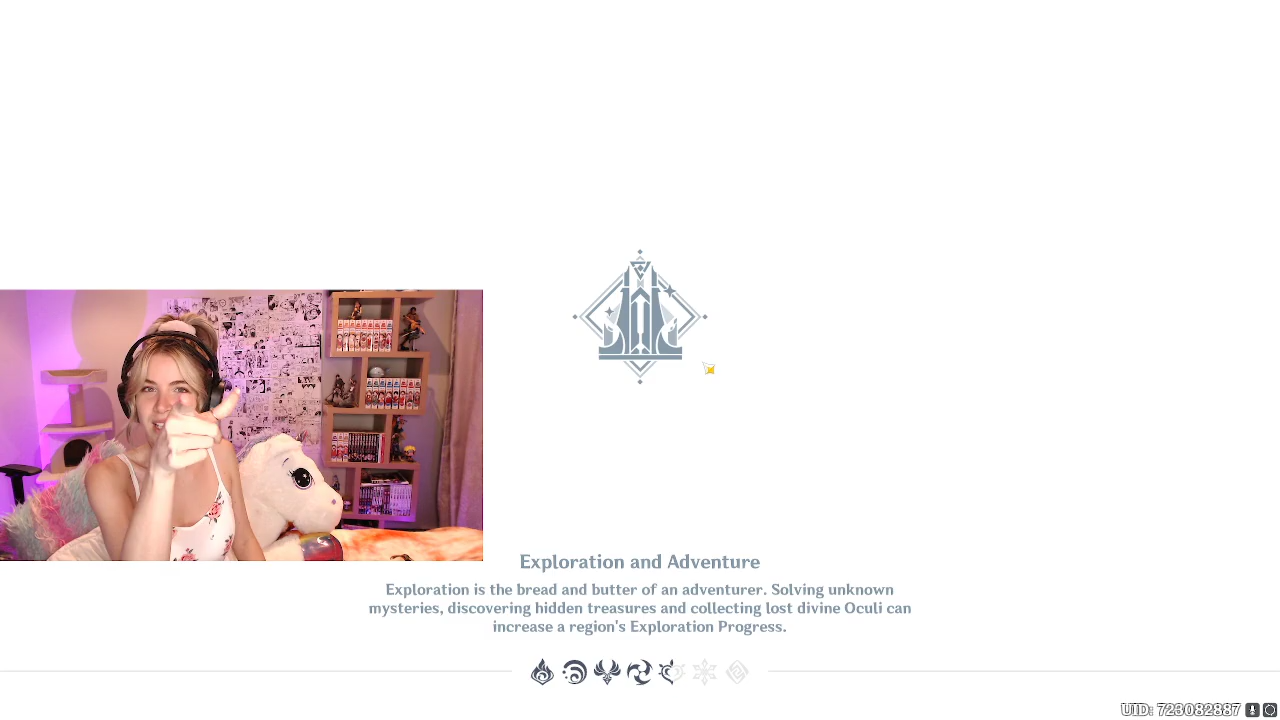 Exploration and Adventure
Exploration is the bread and butter of an adventurer. Solving unknown
mysteries, discovering hidden treasures and collecting lost divine Oculi can
increase a region's Exploration Progress.
UID: 723082887